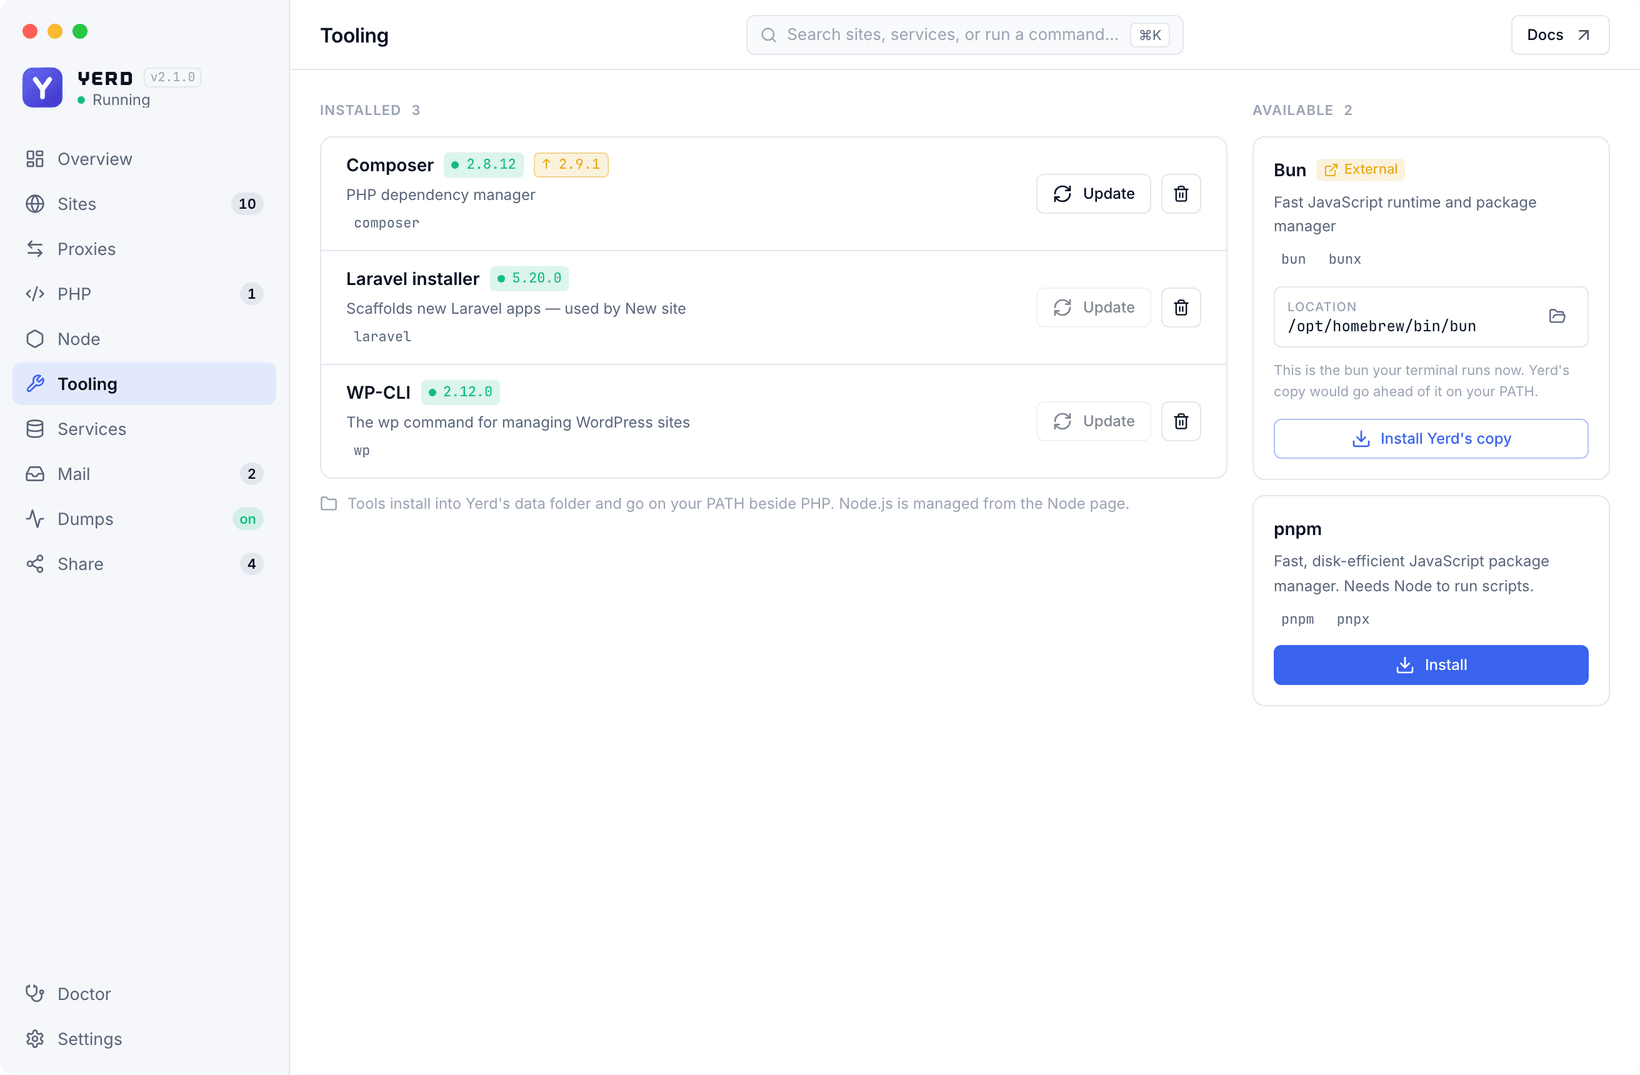 YERD v2.1.0
Running
Overview
Sites 10
Proxies
PHP 1
Node
Tooling
Services
Mail 2
Dumps on
Share 4
Doctor
Settings
Tooling
Search sites, services, or run a command... ⌘K
Docs
INSTALLED 3
Composer 2.8.12 ↑ 2.9.1
PHP dependency manager
composer
Update
Laravel installer 5.20.0
Scaffolds new Laravel apps — used by New site
laravel
Update
WP-CLI 2.12.0
The wp command for managing WordPress sites
wp
Update
Tools install into Yerd's data folder and go on your PATH beside PHP. Node.js is managed from the Node page.
AVAILABLE 2
Bun External
Fast JavaScript runtime and package
manager
bun bunx
LOCATION
/opt/homebrew/bin/bun
This is the bun your terminal runs now. Yerd's
copy would go ahead of it on your PATH.
Install Yerd's copy
pnpm
Fast, disk-efficient JavaScript package
manager. Needs Node to run scripts.
pnpm pnpx
Install